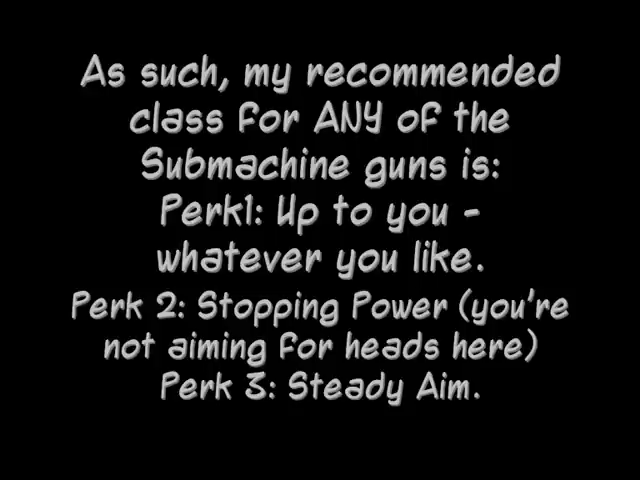 As such, my recommended
class for ANY of the
Submachine guns is:
Perk1: Up to you -
whatever you like.
Perk 2: Stopping Power (you're
not aiming for heads here)
Perk 3: Steady Aim.